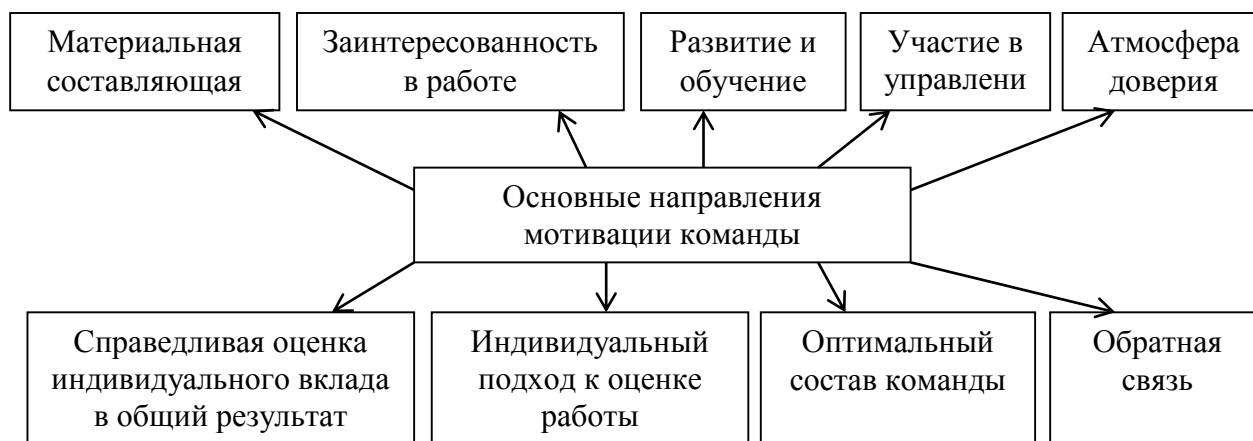 Материальная
составляющая
Заинтересованность
в работе
Развитие и
обучение
Участие в
управлени
Атмосфера
доверия
Основные направления
мотивации команды
Справедливая оценка
индивидуального вклада
в общий результат
Индивидуальный
подход к оценке
работы
Оптимальный
состав команды
Обратная
связь